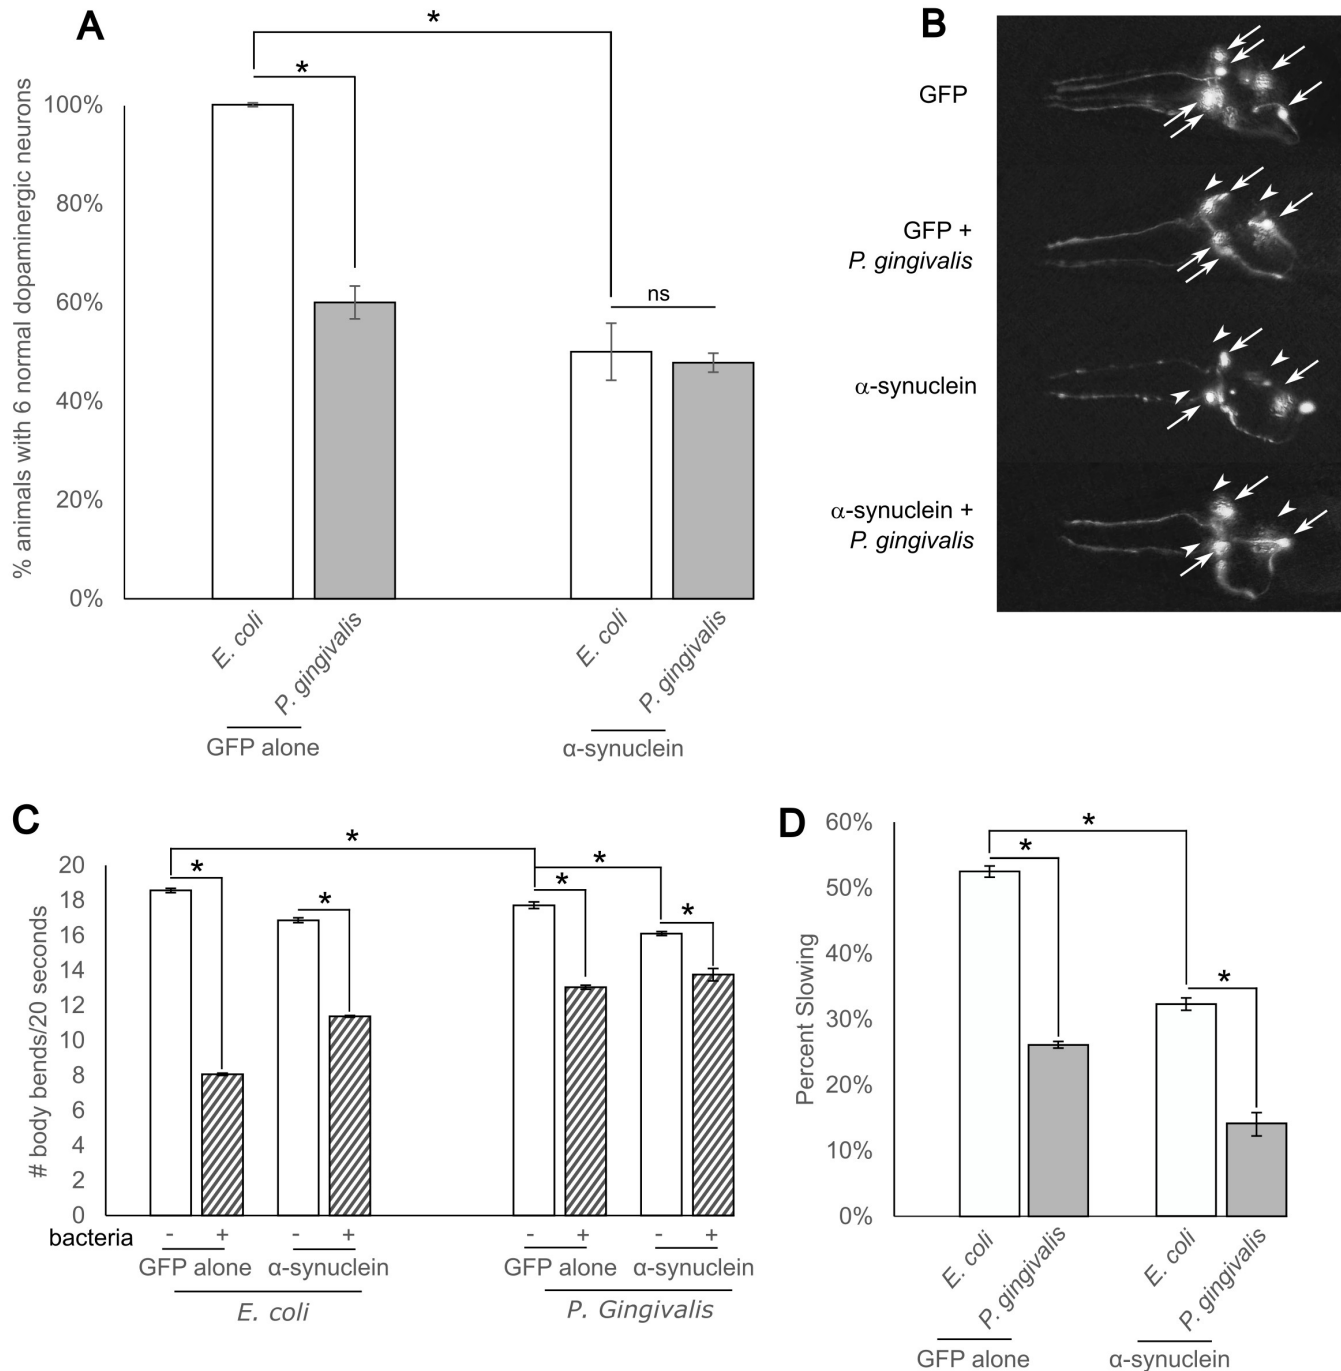 A
*
*
% animals with 6 normal dopaminergic neurons
100%
80%
60%
40%
20%
0%
ns
E. coli
P. gingivalis
GFP alone
E. coli
P. gingivalis
α-synuclein
B
GFP
GFP +
P. gingivalis
α-synuclein
α-synuclein +
P. gingivalis
C
# body bends/20 seconds
20
18
16
14
12
10
8
6
4
2
0
*
*
*
*
*
*
bacteria - + - + - + - +
GFP alone α-synuclein GFP alone α-synuclein
E. coli P. Gingivalis
D
Percent Slowing
60%
50%
40%
30%
20%
10%
0%
*
*
*
E. coli
P. gingivalis
GFP alone
E. coli
P. gingivalis
α-synuclein